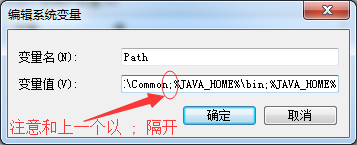 编辑系统变量
变量名(N):
Path
变量值(V):
:\Common;%JAVA_HOME%\bin;%JAVA_HOME%
注意和上一个以 ; 隔开
确定
取消